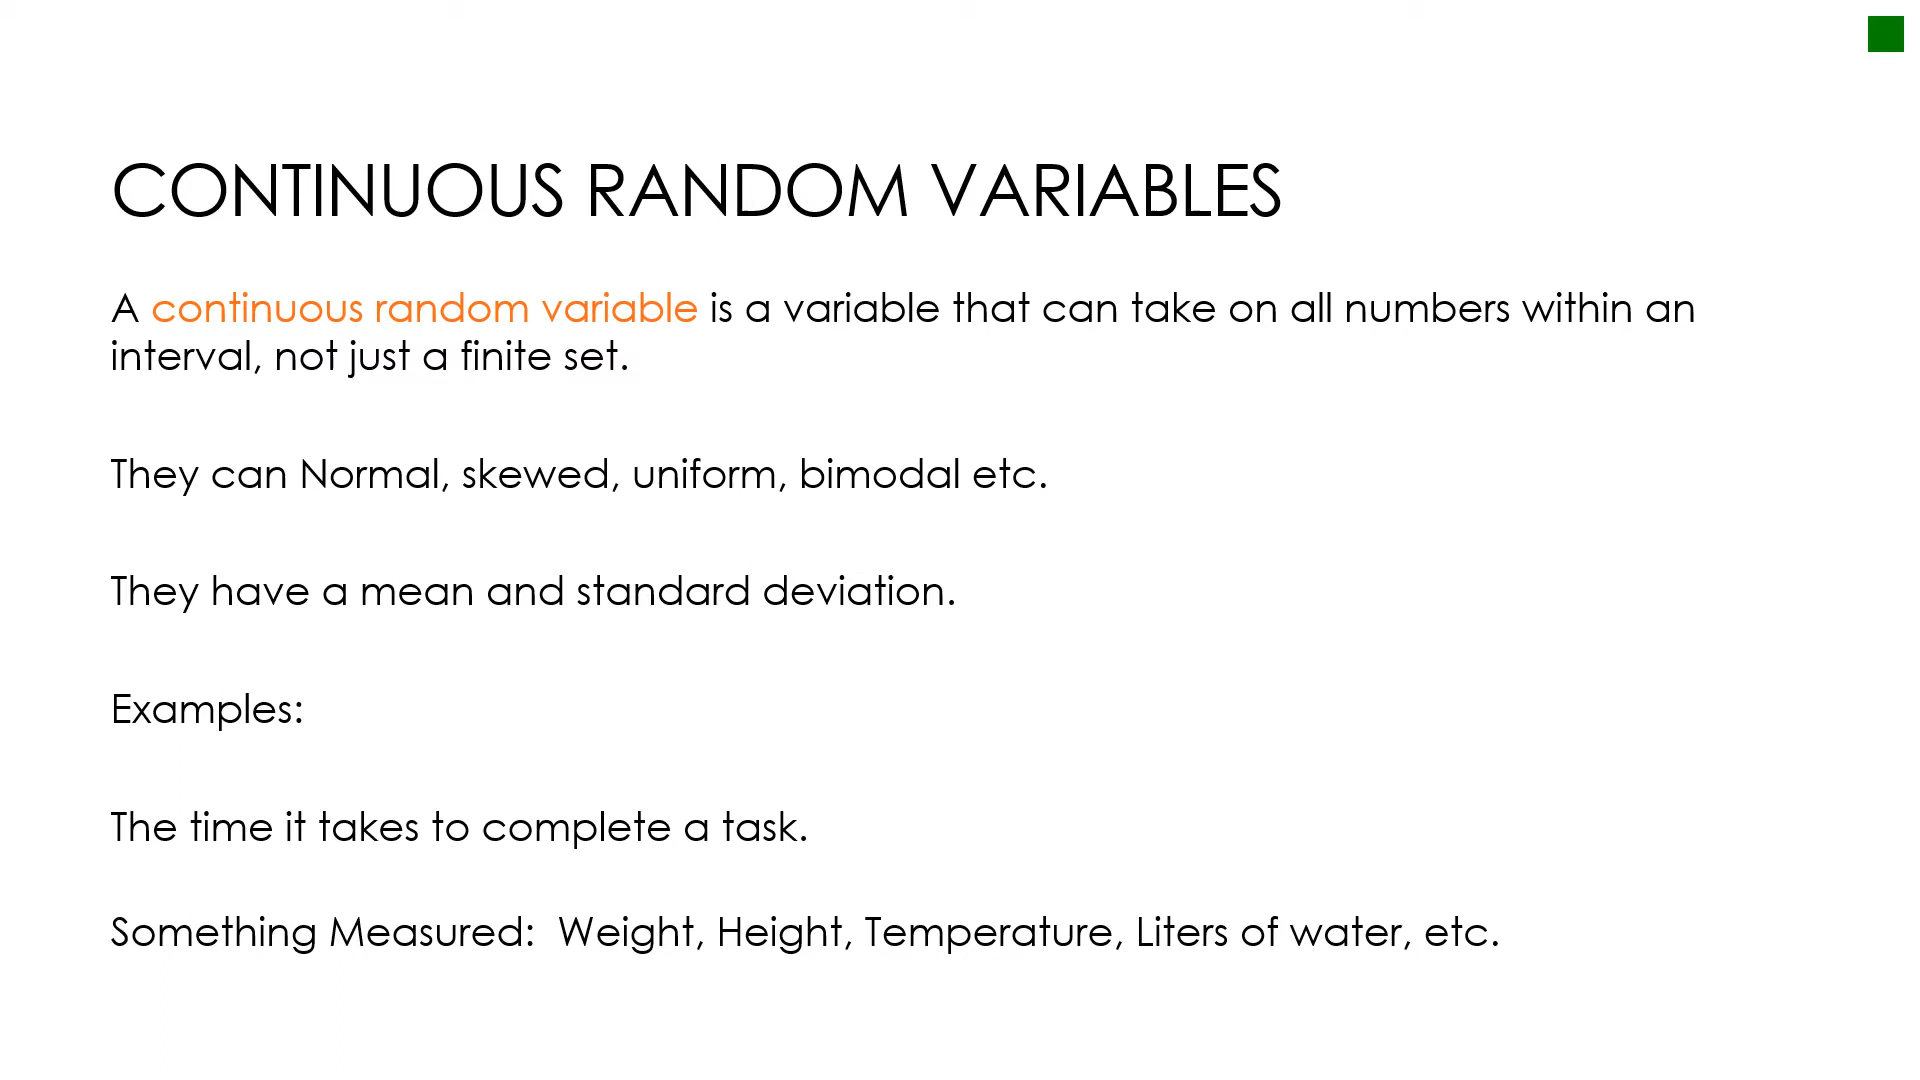 CONTINUOUS RANDOM VARIABLES
A continuous random variable is a variable that can take on all numbers within an
interval, not just a finite set.
They can Normal, skewed, uniform, bimodal etc.
They have a mean and standard deviation.
Examples:
The time it takes to complete a task.
Something Measured:  Weight, Height, Temperature, Liters of water, etc.